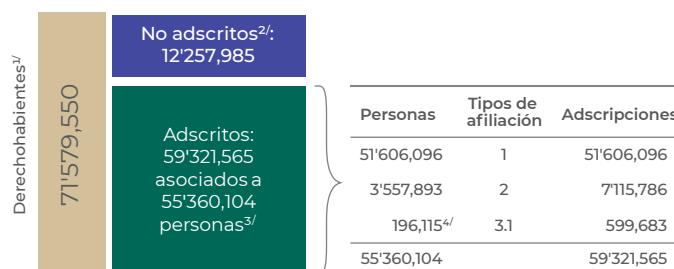 Derechohabientes1/
71'579,550
No adscritos2/:
12'257,985
Adscritos:
59'321,565
asociados a
55'360,104
personas3/
Personas Tipos de afiliación Adscripciones
51'606,096 1 51'606,096
3'557,893 2 7'115,786
196,1154/ 3.1 599,683
55'360,104 59'321,565